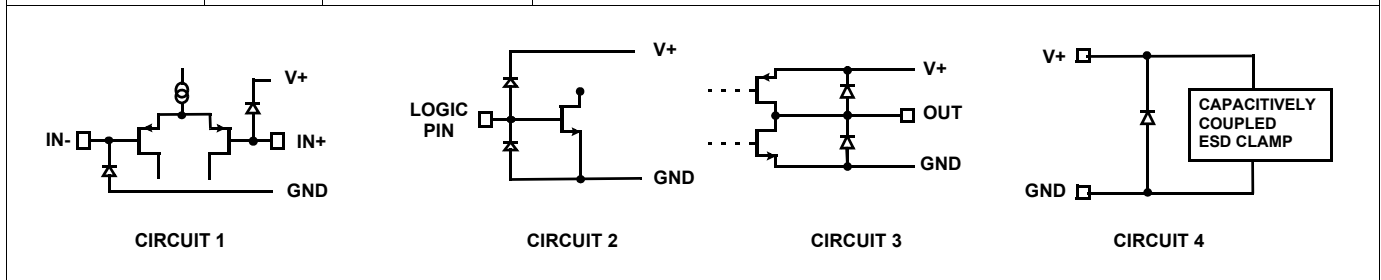 V+
IN-
IN+
GND
CIRCUIT 1
V+
LOGIC
PIN
GND
CIRCUIT 2
V+
OUT
GND
CIRCUIT 3
V+
CAPACITIVELY
COUPLED
ESD CLAMP
GND
CIRCUIT 4